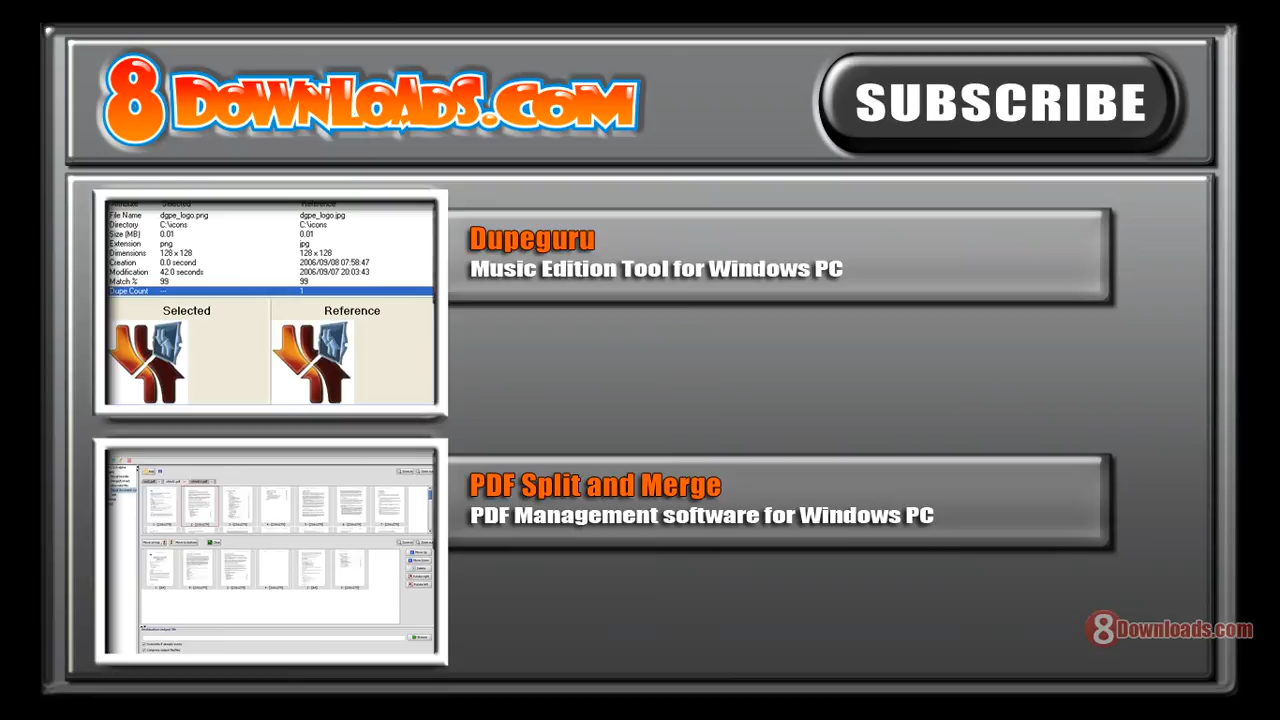 8Downloads.com
SUBSCRIBE
Attribute Selected Reference
File Name dgpe_logo.png dgpe_logo.jpg
Directory C:\icons C:\icons
Size (MB) 0.01 0.01
Extension png jpg
Dimensions 128 x 128 128 x 128
Creation 0.0 second 2006/09/08 07:58:47
Modification 42.0 seconds 2006/09/07 20:03:43
Match % 99 99
Dupe Count --- 1
Selected Reference
Dupeguru
Music Edition Tool for Windows PC
PDF Split and Merge
PDF Management software for Windows PC
8Downloads.com